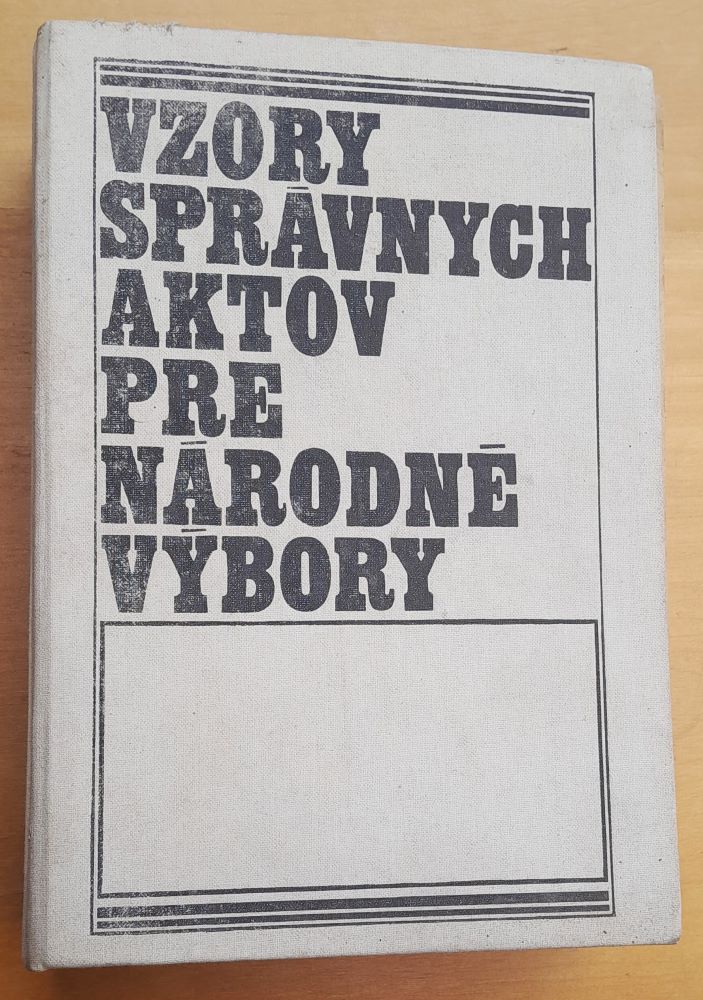 VZORY
SPRÁVNYCH
AKTOV
PRE
NÁRODNÉ
VÝBORY